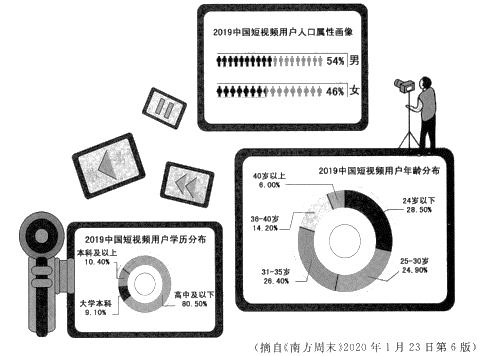 2019中国短视频用户人口属性画像
54% 男
46% 女
2019中国短视频用户年龄分布
40岁以上
6.00%
24岁以下
28.50%
36-40岁
14.20%
25-30岁
24.90%
31-35岁
26.40%
2019中国短视频用户学历分布
本科及以上
10.40%
大学本科
9.10%
高中及以下
80.50%
(摘自《南方周末》2020年1月23日第6版)